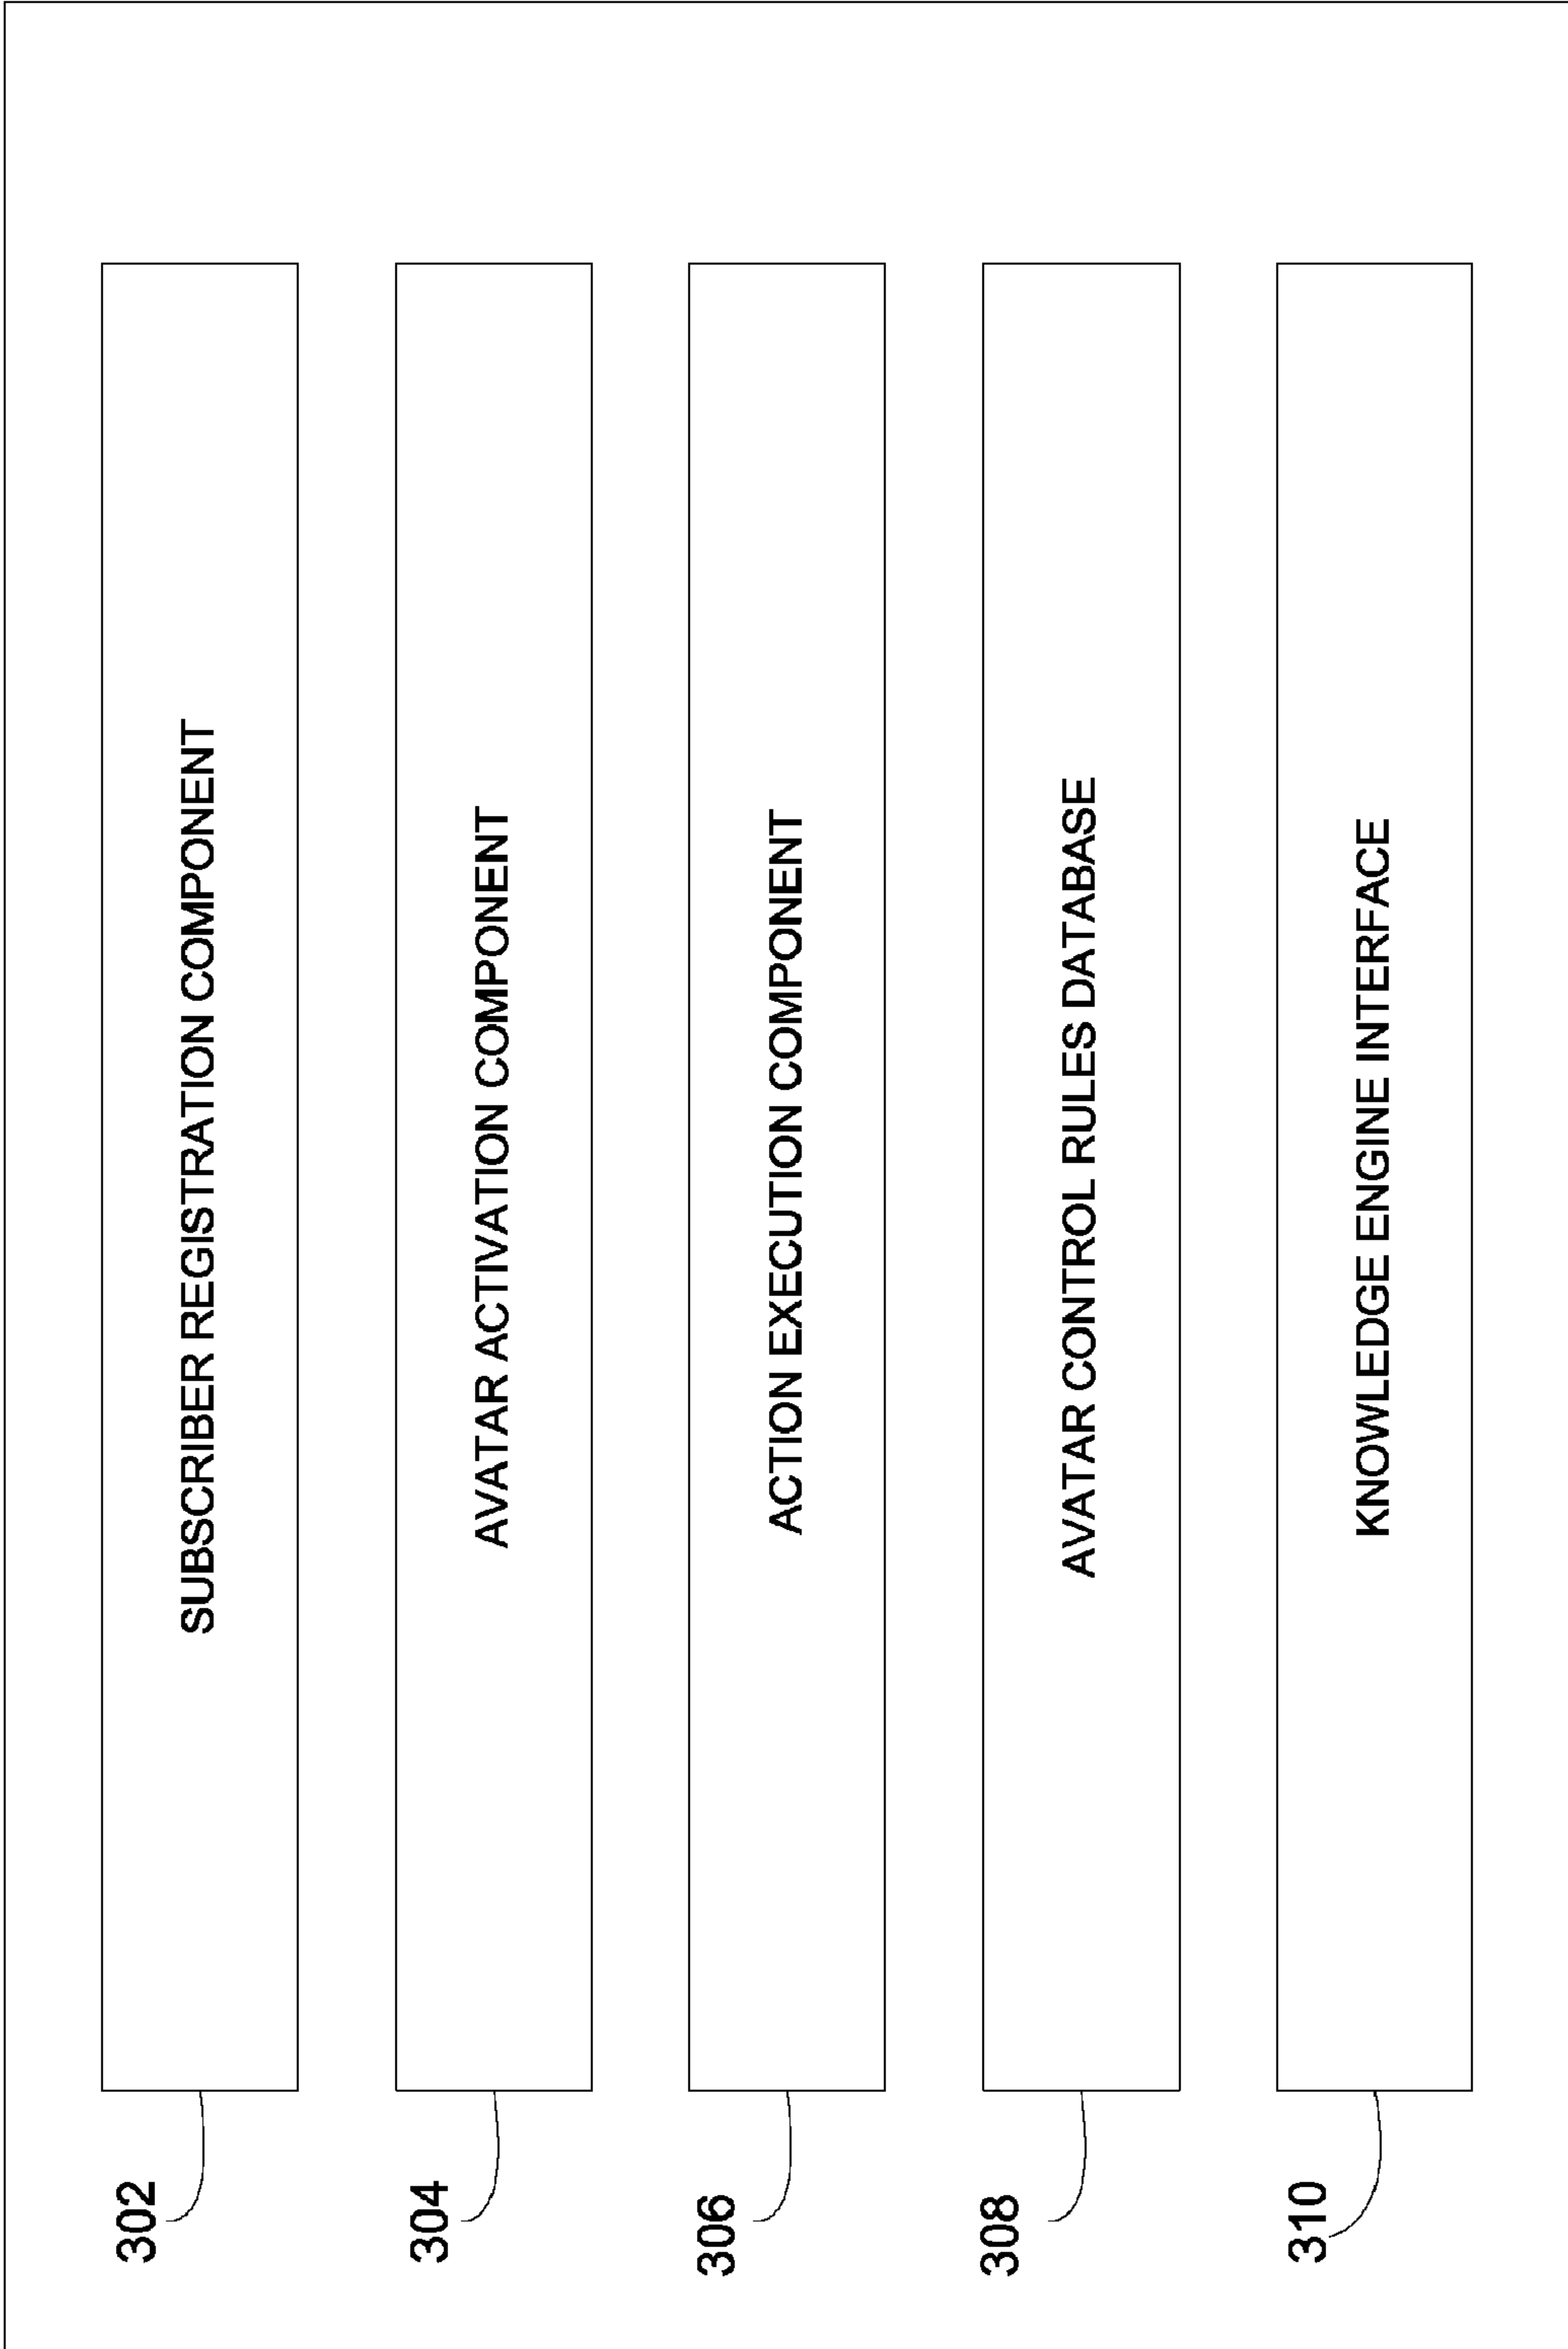 302
SUBSCRIBER REGISTRATION COMPONENT
304
AVATAR ACTIVATION COMPONENT
306
ACTION EXECUTION COMPONENT
308
AVATAR CONTROL RULES DATABASE
310
KNOWLEDGE ENGINE INTERFACE